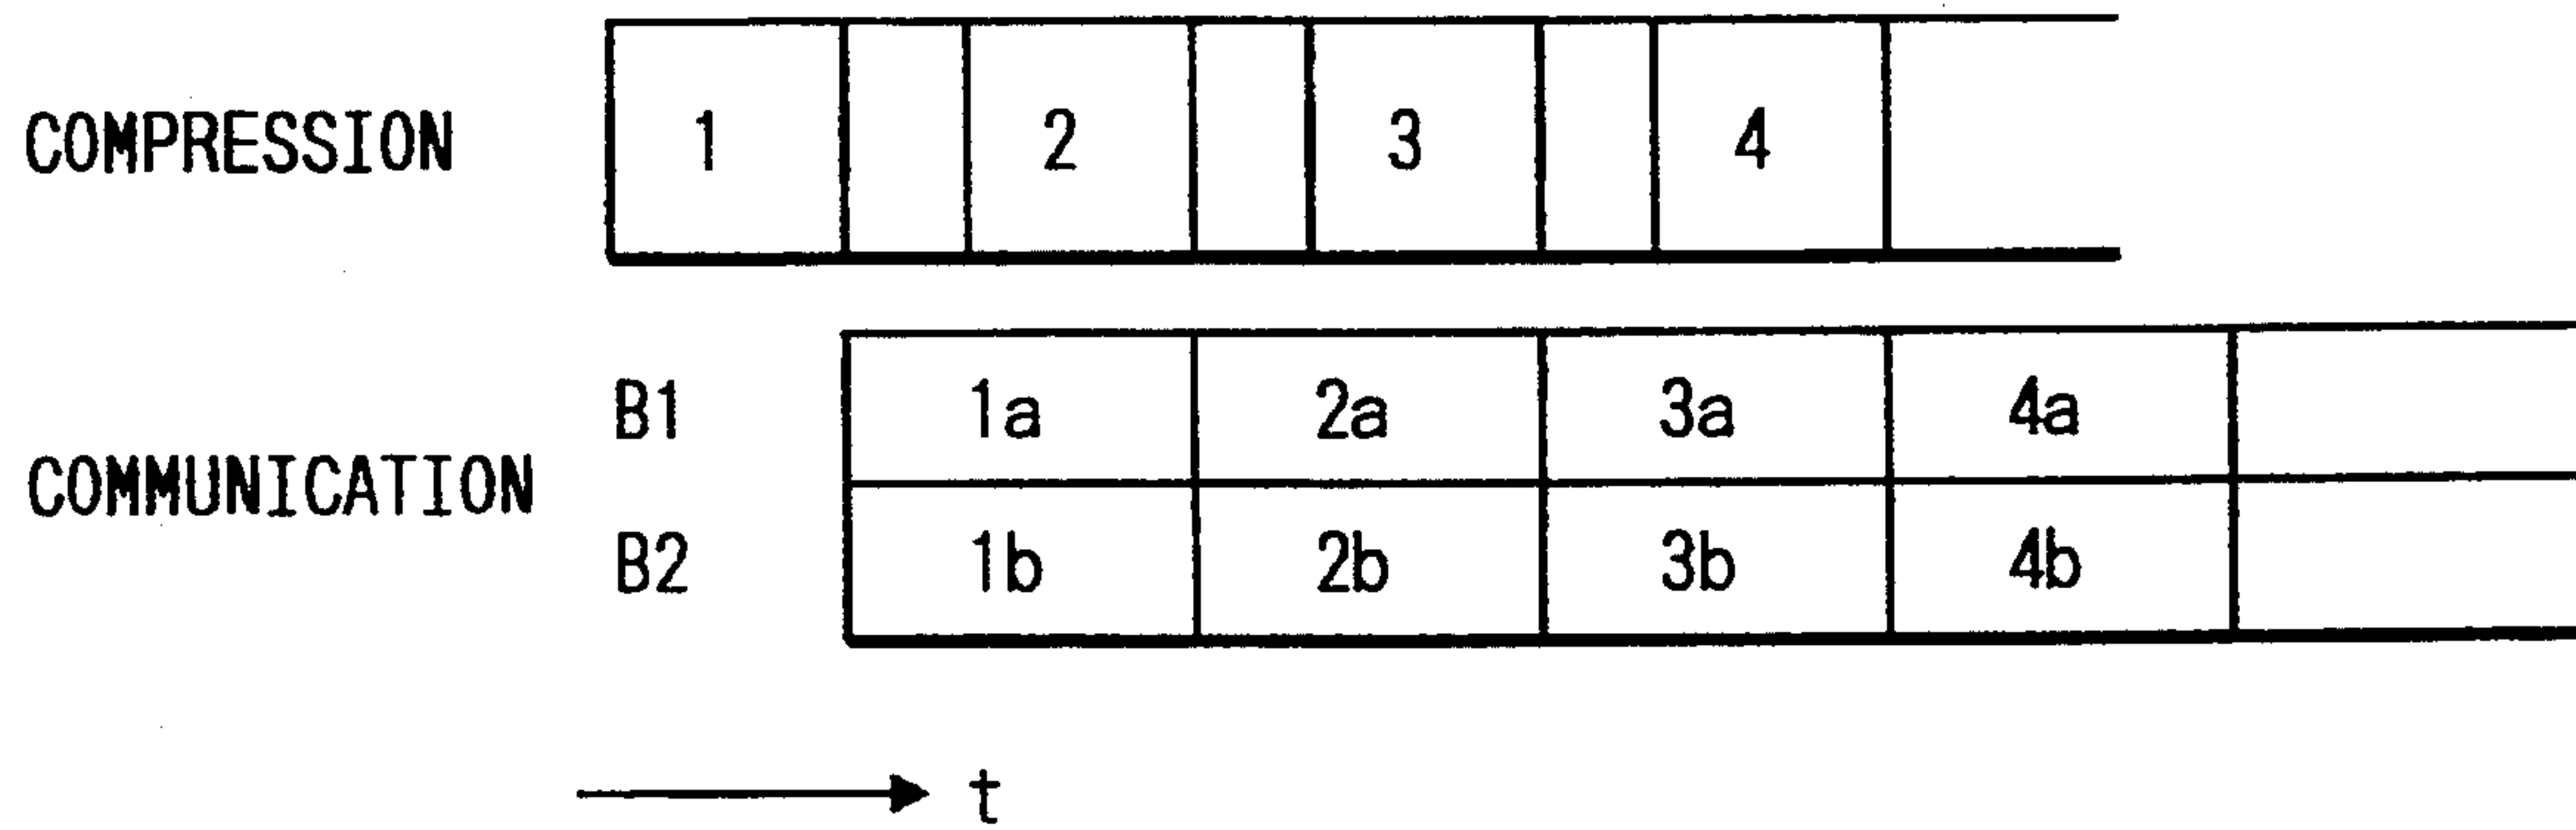 COMPRESSION 1 2 3 4
B1 1a 2a 3a 4a
COMMUNICATION
B2 1b 2b 3b 4b
t